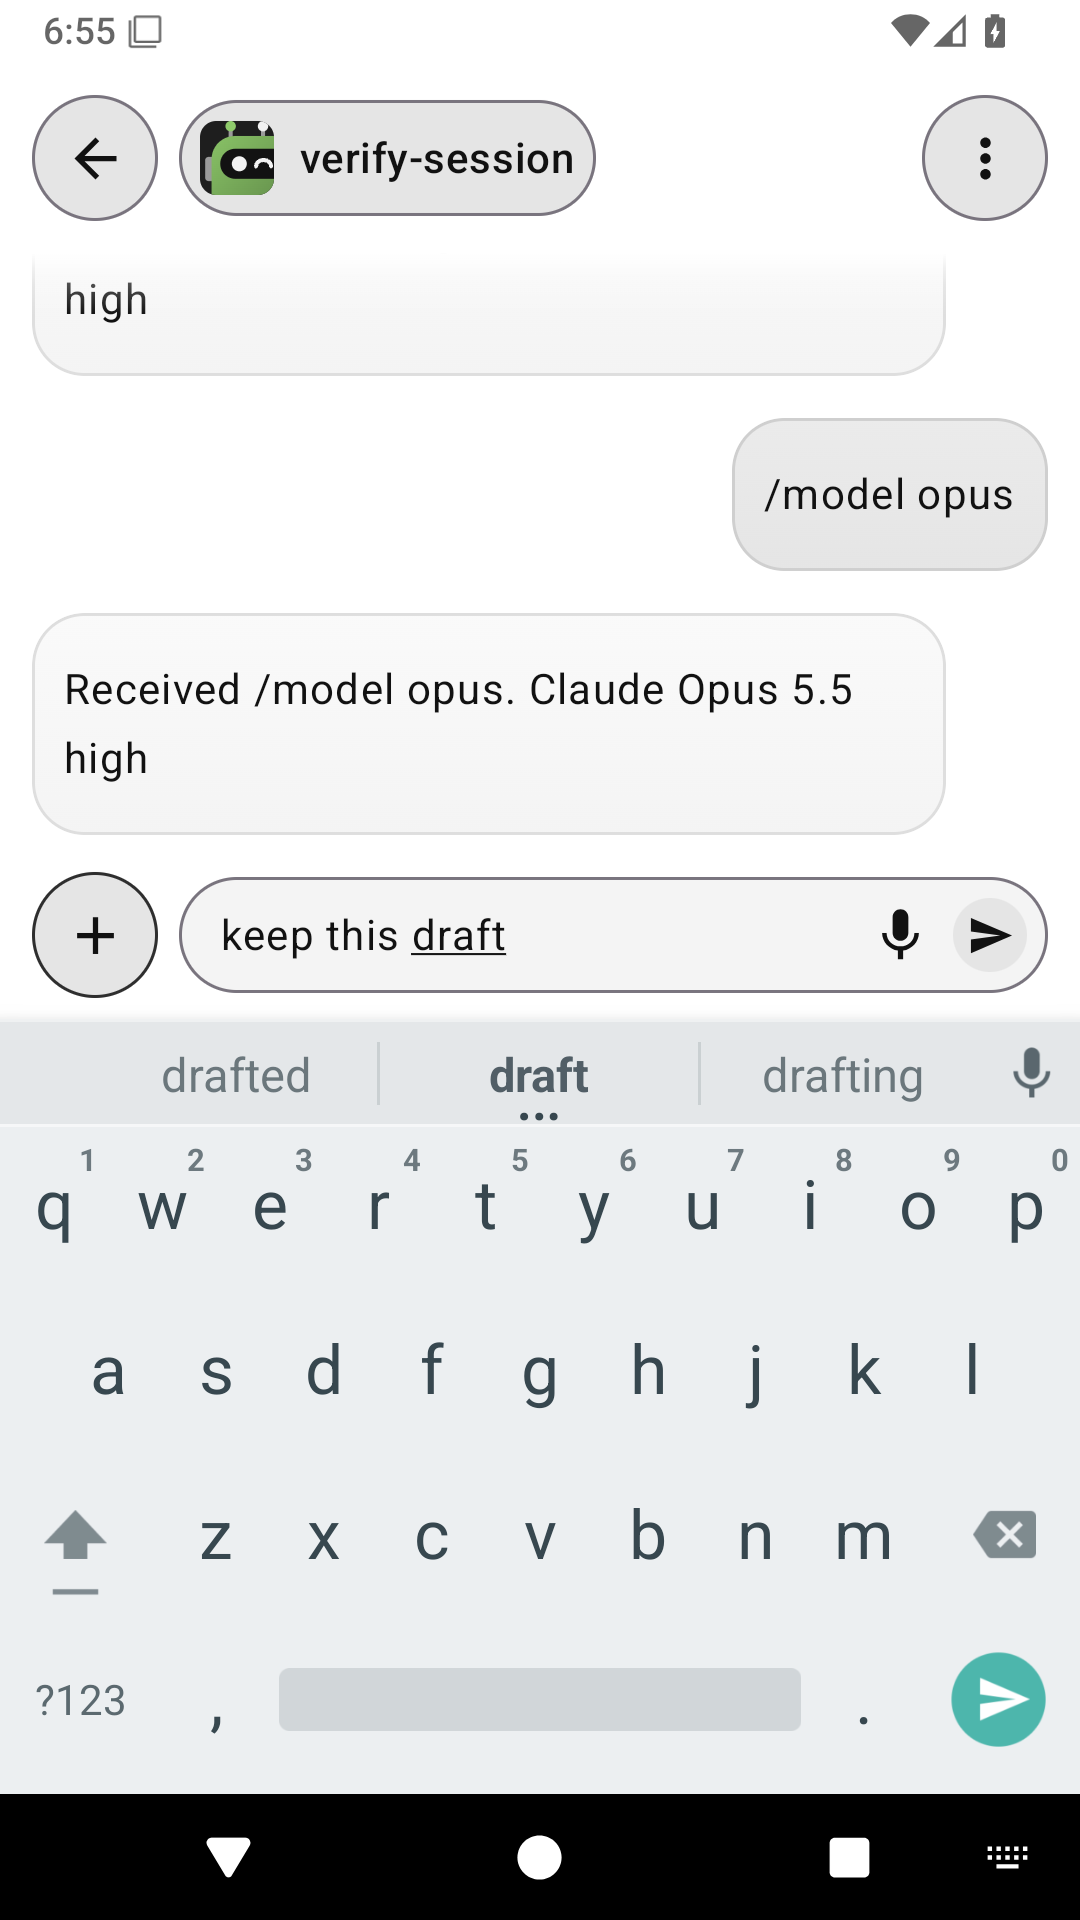 6:55
verify-session
high
/model opus
Received /model opus. Claude Opus 5.5
high
keep this draft
drafted draft drafting
1 2 3 4 5 6 7 8 9 0
q w e r t y u i o p
a s d f g h j k l
z x c v b n m
?123 , .